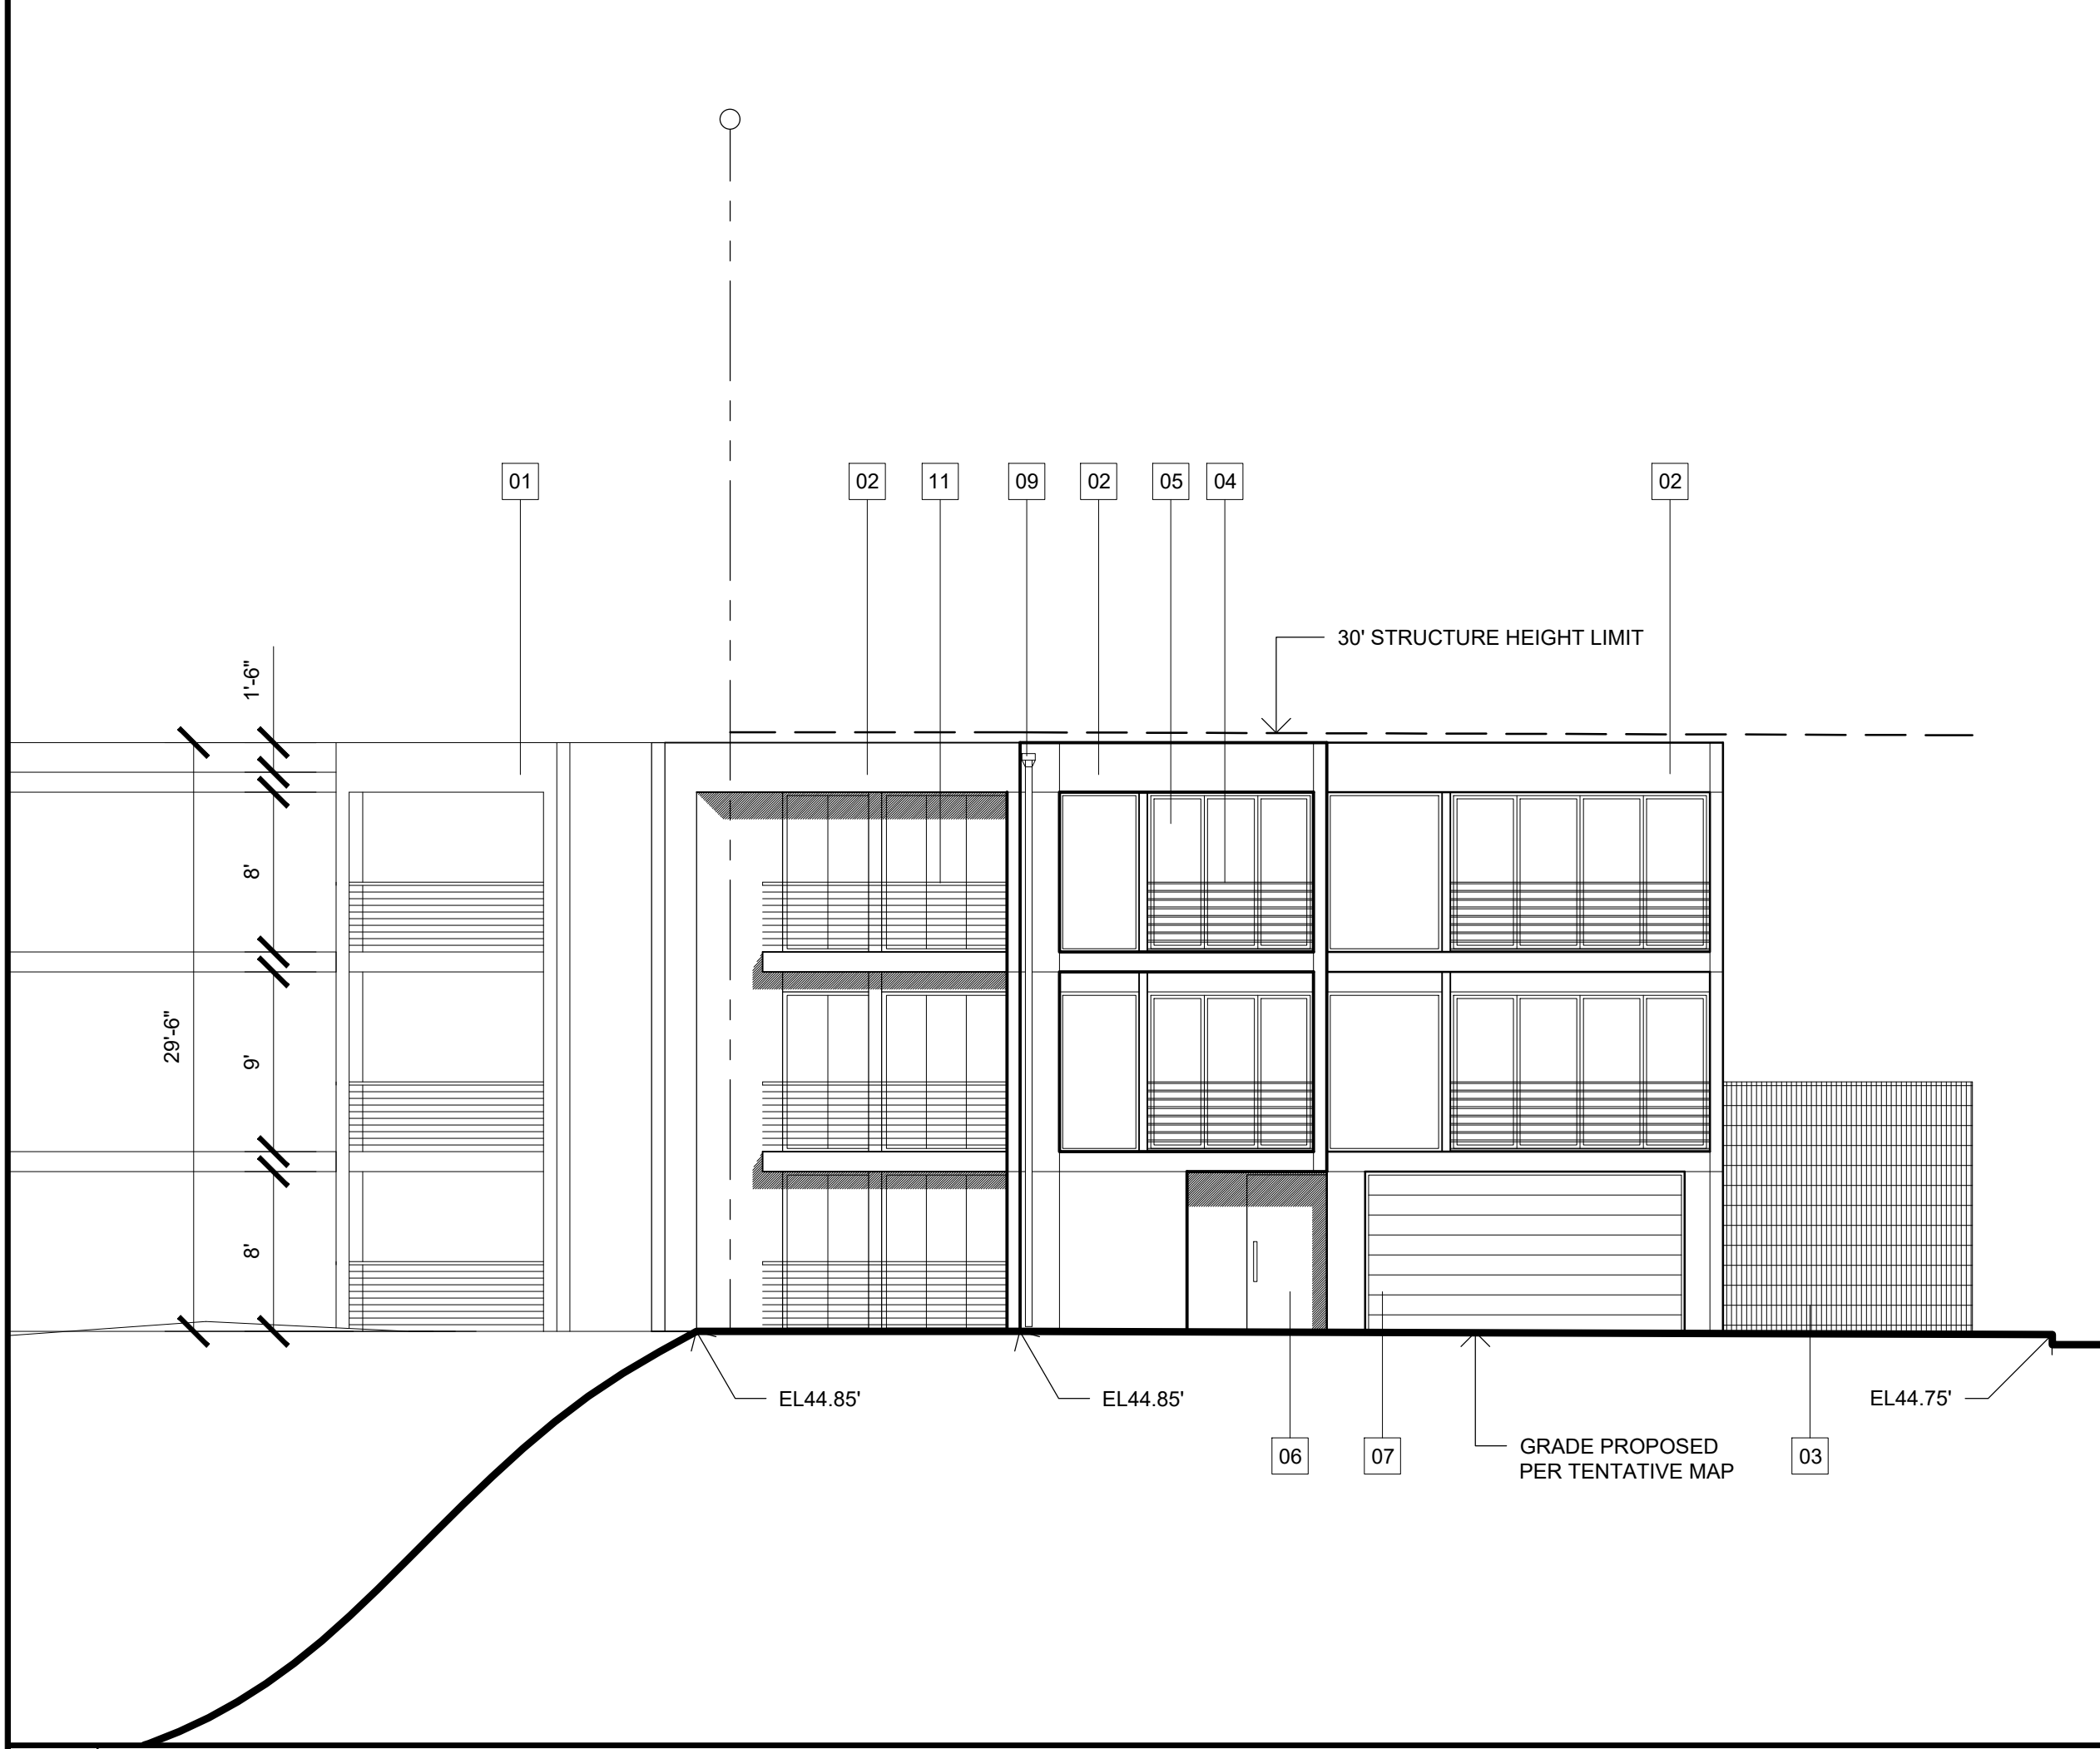 01
02
11
09
02
05
04
02
30' STRUCTURE HEIGHT LIMIT
1'-6"
8'
29'-6"
9'
8'
EL44.85'
EL44.85'
EL44.75'
GRADE PROPOSED
PER TENTATIVE MAP
06
07
03